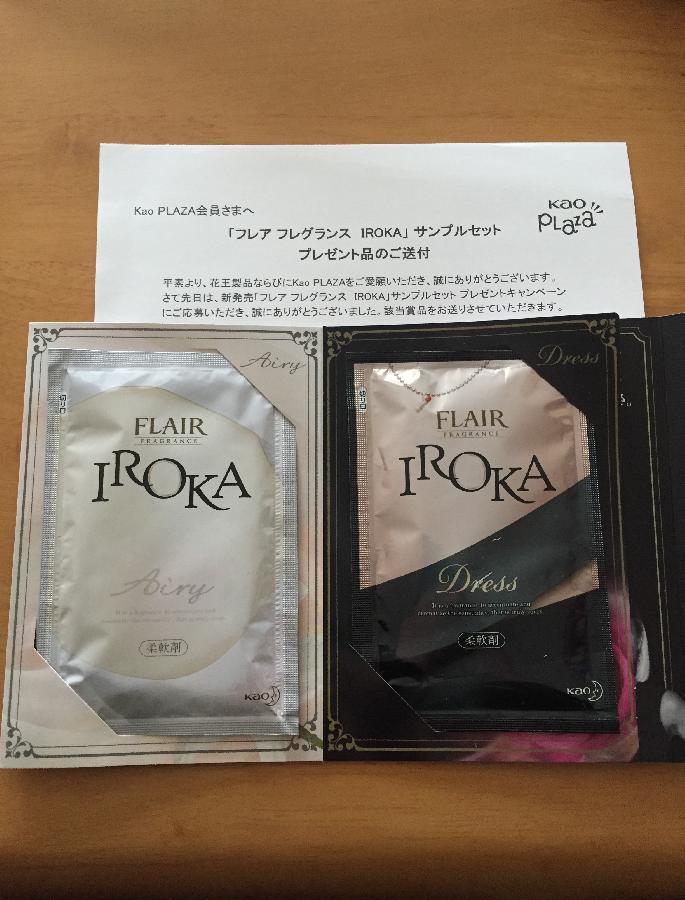 Kao PLAZA会員さまへ
Kao PLAZA
「フレア フレグランス IROKA」 サンプルセット
プレゼント品のご送付
平素より、花王製品ならびにKao PLAZAをご愛顧いただき、誠にありがとうございます。
さて先日は、新発売「フレア フレグランス IROKA」サンプルセット プレゼントキャンペーン
にご応募いただき、誠にありがとうございました。該当賞品をお送りさせていただきます。
Airy
切り口
FLAIR
FRAGRANCE
IROKA
Airy
柔軟剤
Kao
Dress
切り口
FLAIR
FRAGRANCE
IROKA
Dress
柔軟剤
Kao